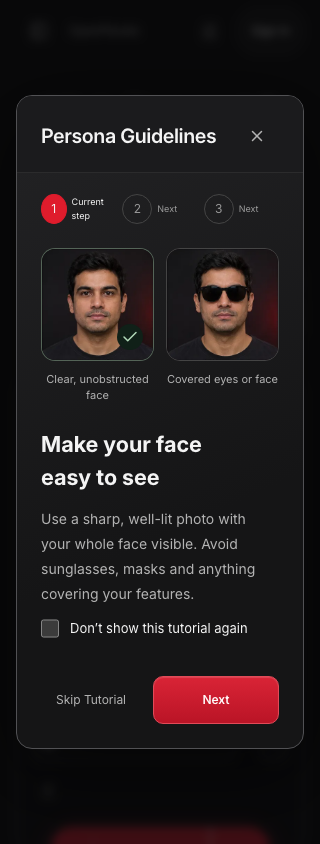 Persona Guidelines
1
Current
step
2
Next
3
Next
Clear, unobstructed
face
Covered eyes or face
Make your face
easy to see
Use a sharp, well-lit photo with
your whole face visible. Avoid
sunglasses, masks and anything
covering your features.
Don’t show this tutorial again
Skip Tutorial
Next